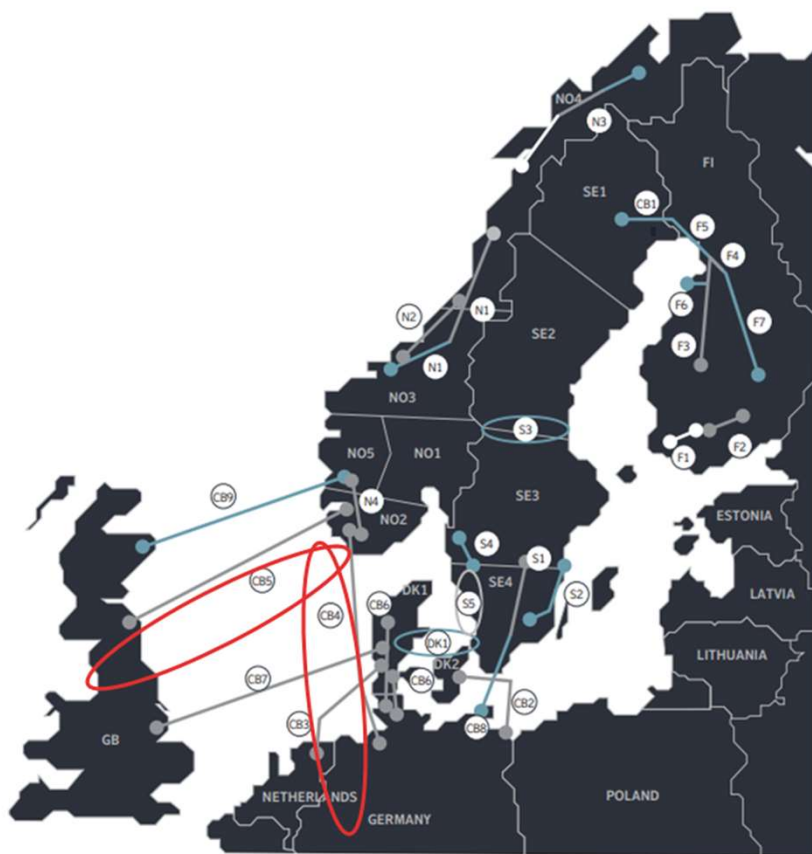 NO4
N3
FI
SE1
CB1
F5
F4
F6
N2
N1
F7
SE2
F3
N1
NO3
S3
F1
F2
NO5
NO1
CB9
SE3
N4
NO2
ESTONIA
S4
S1
CB5
SE4
DK1
S2
LATVIA
CB6
S5
CB4
DK1
LITHUANIA
DK2
CB7
CB6
CB2
CB3
CB8
GB
NETHERLANDS
POLAND
GERMANY